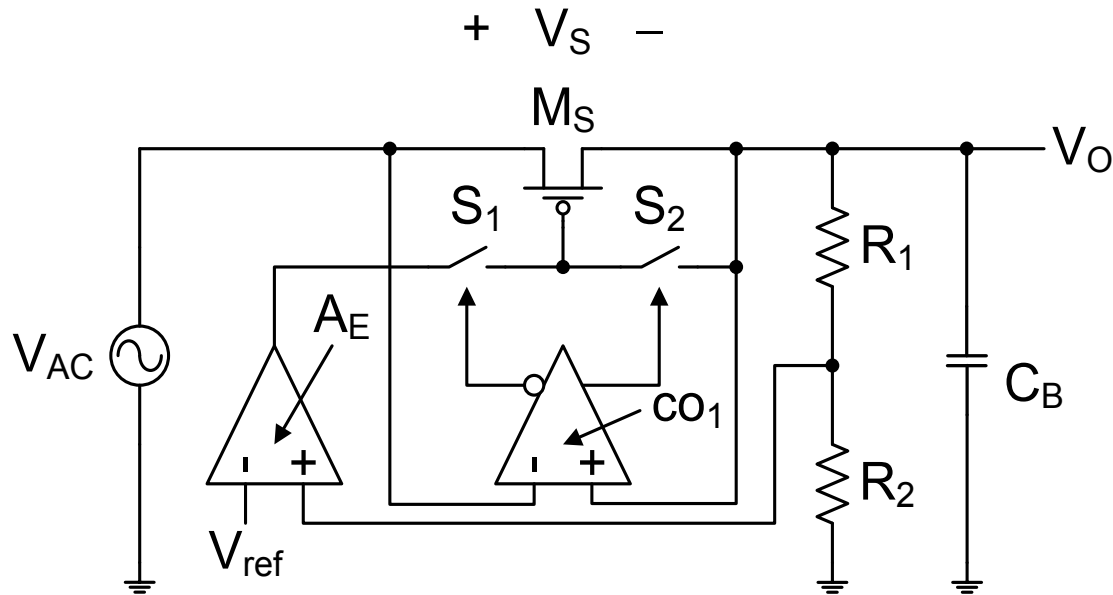 + V_S −
M_S
V_O
S_1
S_2
R_1
A_E
V_AC
co_1
C_B
- +
- +
R_2
V_ref